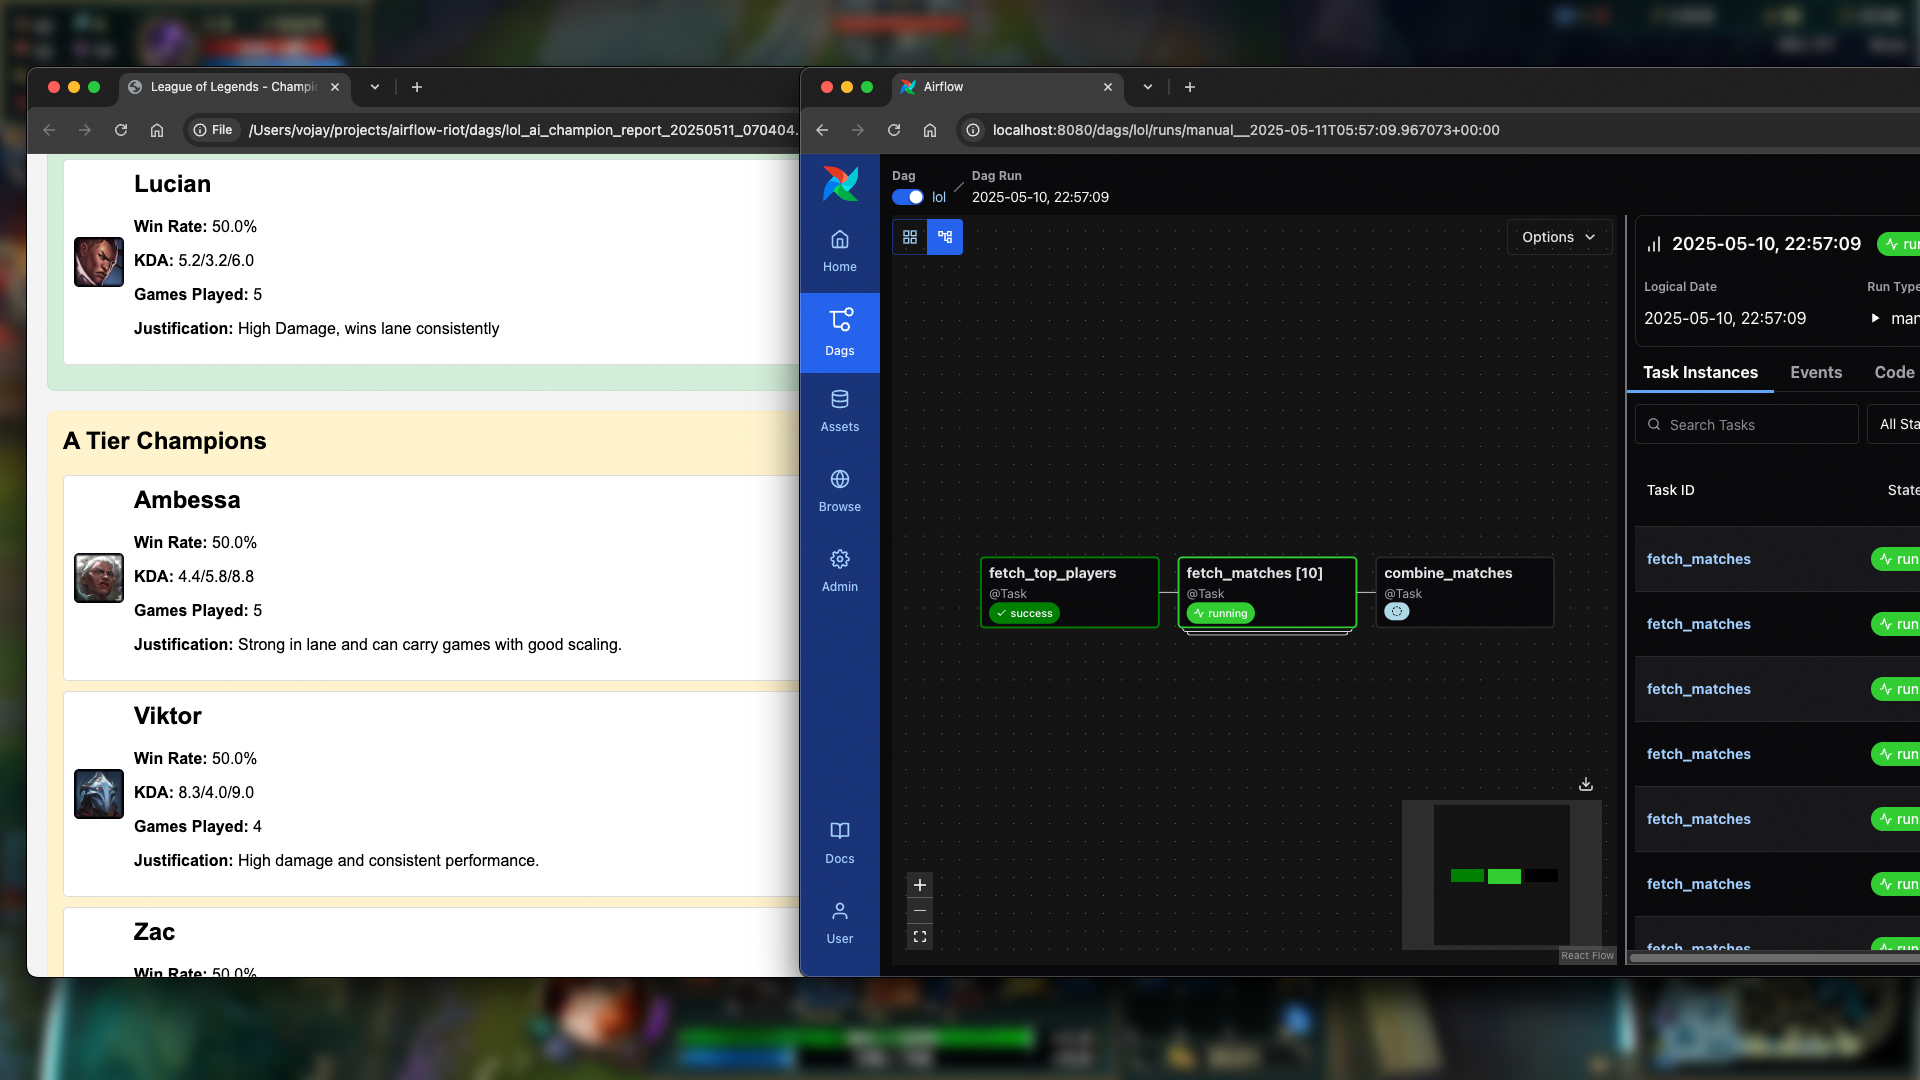 League of Legends - Champi
File
/Users/vojay/projects/airflow-riot/dags/lol_ai_champion_report_20250511_070404.
Lucian
Win Rate: 50.0%
KDA: 5.2/3.2/6.0
Games Played: 5
Justification: High Damage, wins lane consistently
A Tier Champions
Ambessa
Win Rate: 50.0%
KDA: 4.4/5.8/8.8
Games Played: 5
Justification: Strong in lane and can carry games with good scaling.
Viktor
Win Rate: 50.0%
KDA: 8.3/4.0/9.0
Games Played: 4
Justification: High damage and consistent performance.
Zac
Win Rate: 50.0%
Airflow
localhost:8080/dags/lol/runs/manual__2025-05-11T05:57:09.967073+00:00
Home
Dags
Assets
Browse
Admin
Docs
User
Dag
lol
Dag Run
2025-05-10, 22:57:09
Options
fetch_top_players
@Task
success
fetch_matches [10]
@Task
running
combine_matches
@Task
React Flow
2025-05-10, 22:57:09
run
Logical Date
Run Type
2025-05-10, 22:57:09
man
Task Instances
Events
Code
Search Tasks
All Sta
Task ID
State
fetch_matches
run
fetch_matches
run
fetch_matches
run
fetch_matches
run
fetch_matches
run
fetch_matches
run
fetch_matches
run